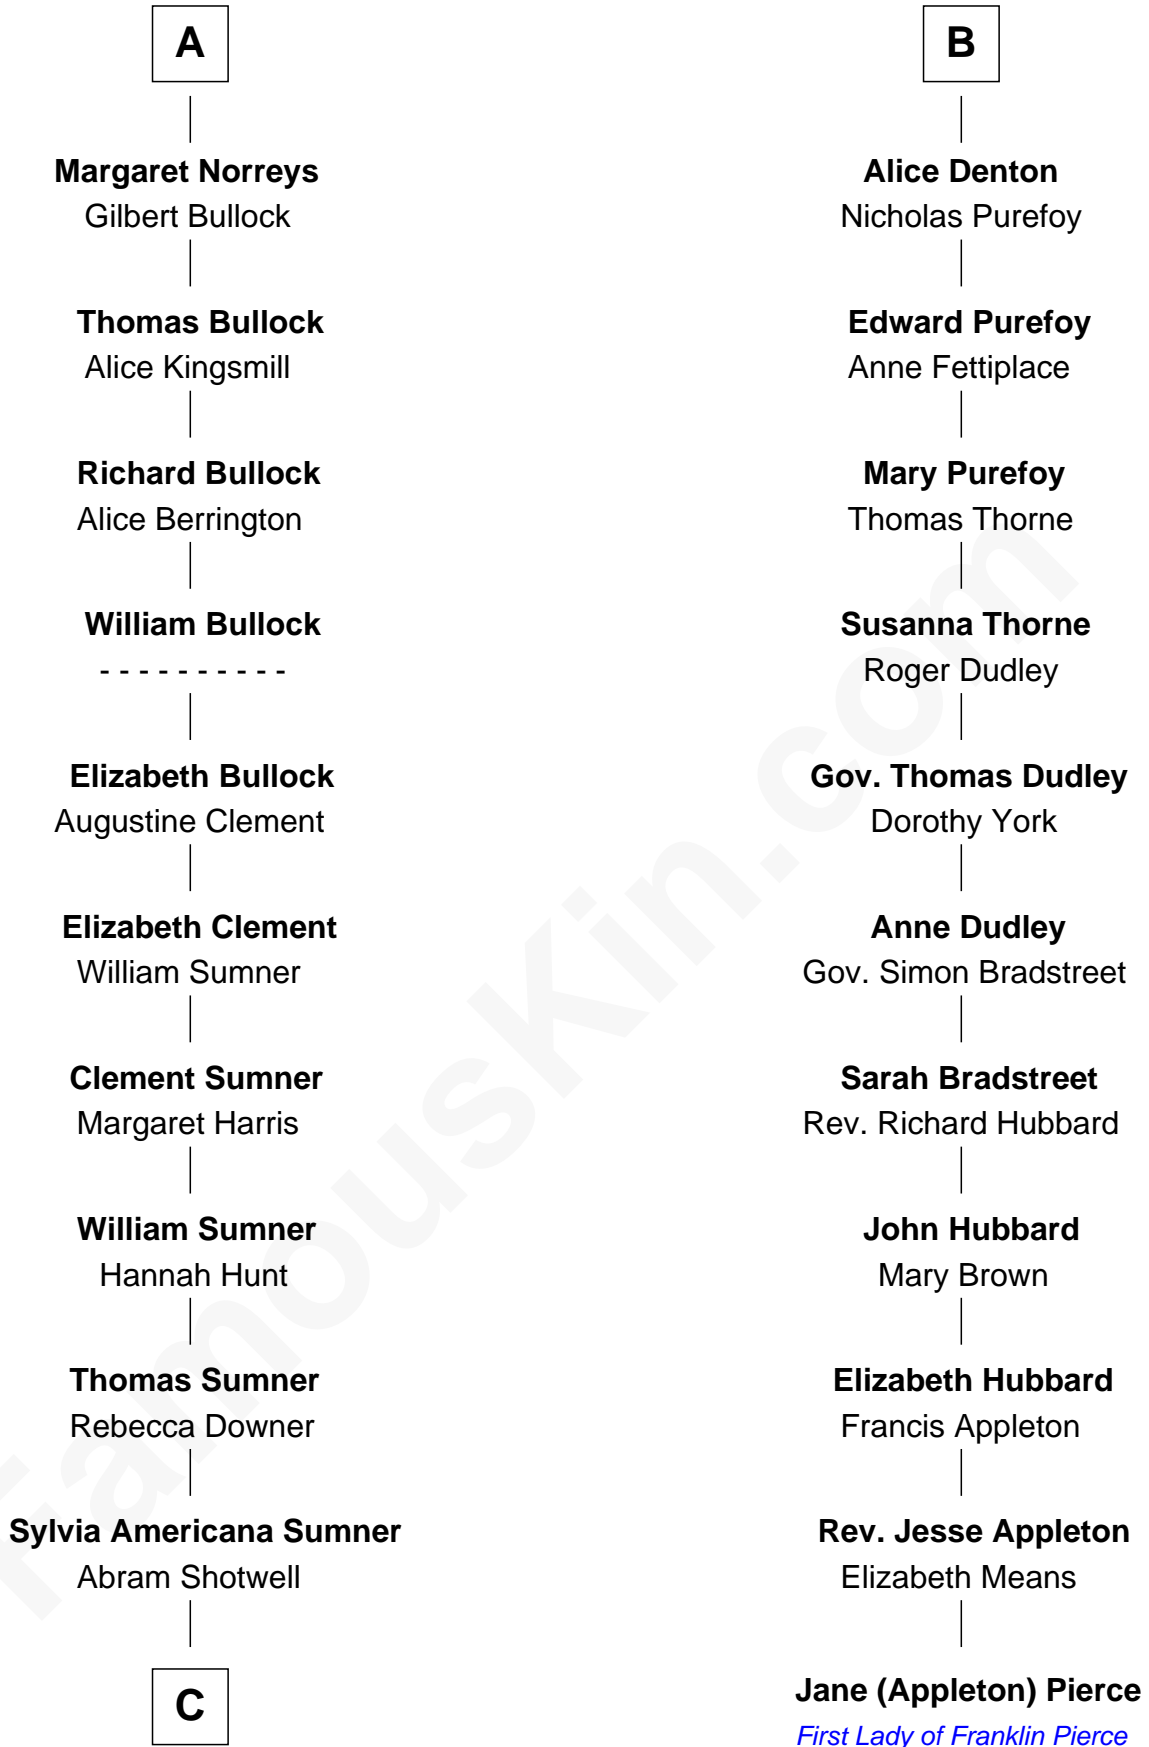 A
Margaret Norreys
Gilbert Bullock
Thomas Bullock
Alice Kingsmill
Richard Bullock
Alice Berrington
William Bullock
- - - - - - - - - -
Elizabeth Bullock
Augustine Clement
Elizabeth Clement
William Sumner
Clement Sumner
Margaret Harris
William Sumner
Hannah Hunt
Thomas Sumner
Rebecca Downer
Sylvia Americana Sumner
Abram Shotwell
C
B
Alice Denton
Nicholas Purefoy
Edward Purefoy
Anne Fettiplace
Mary Purefoy
Thomas Thorne
Susanna Thorne
Roger Dudley
Gov. Thomas Dudley
Dorothy York
Anne Dudley
Gov. Simon Bradstreet
Sarah Bradstreet
Rev. Richard Hubbard
John Hubbard
Mary Brown
Elizabeth Hubbard
Francis Appleton
Rev. Jesse Appleton
Elizabeth Means
Jane (Appleton) Pierce
First Lady of Franklin Pierce
FamousKin.com